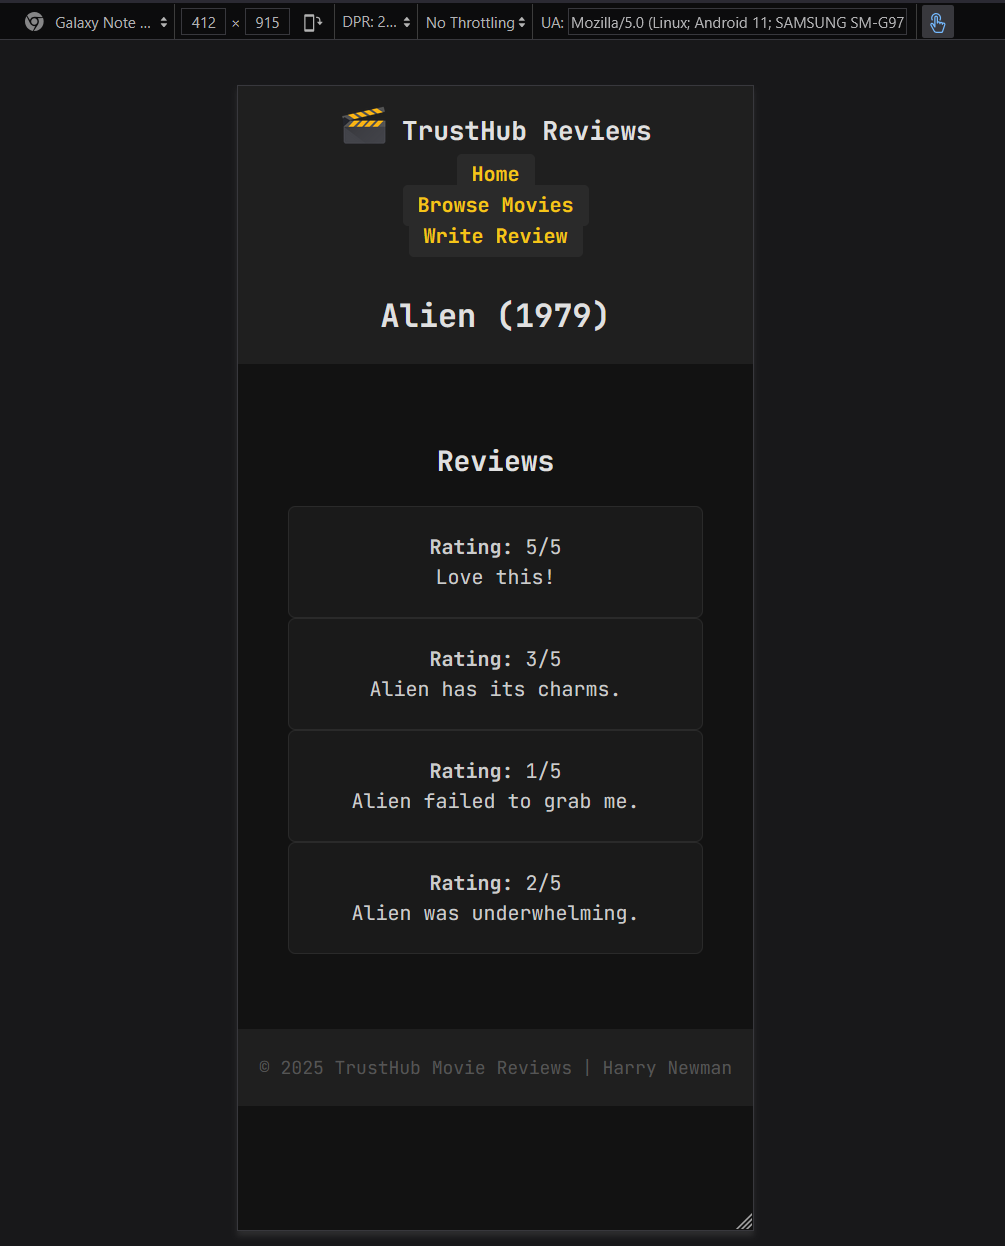 Galaxy Note ... 412 × 915 DPR: 2... No Throttling UA: Mozilla/5.0 (Linux; Android 11; SAMSUNG SM-G97
TrustHub Reviews
Home
Browse Movies
Write Review
Alien (1979)
Reviews
Rating: 5/5
Love this!
Rating: 3/5
Alien has its charms.
Rating: 1/5
Alien failed to grab me.
Rating: 2/5
Alien was underwhelming.
© 2025 TrustHub Movie Reviews | Harry Newman